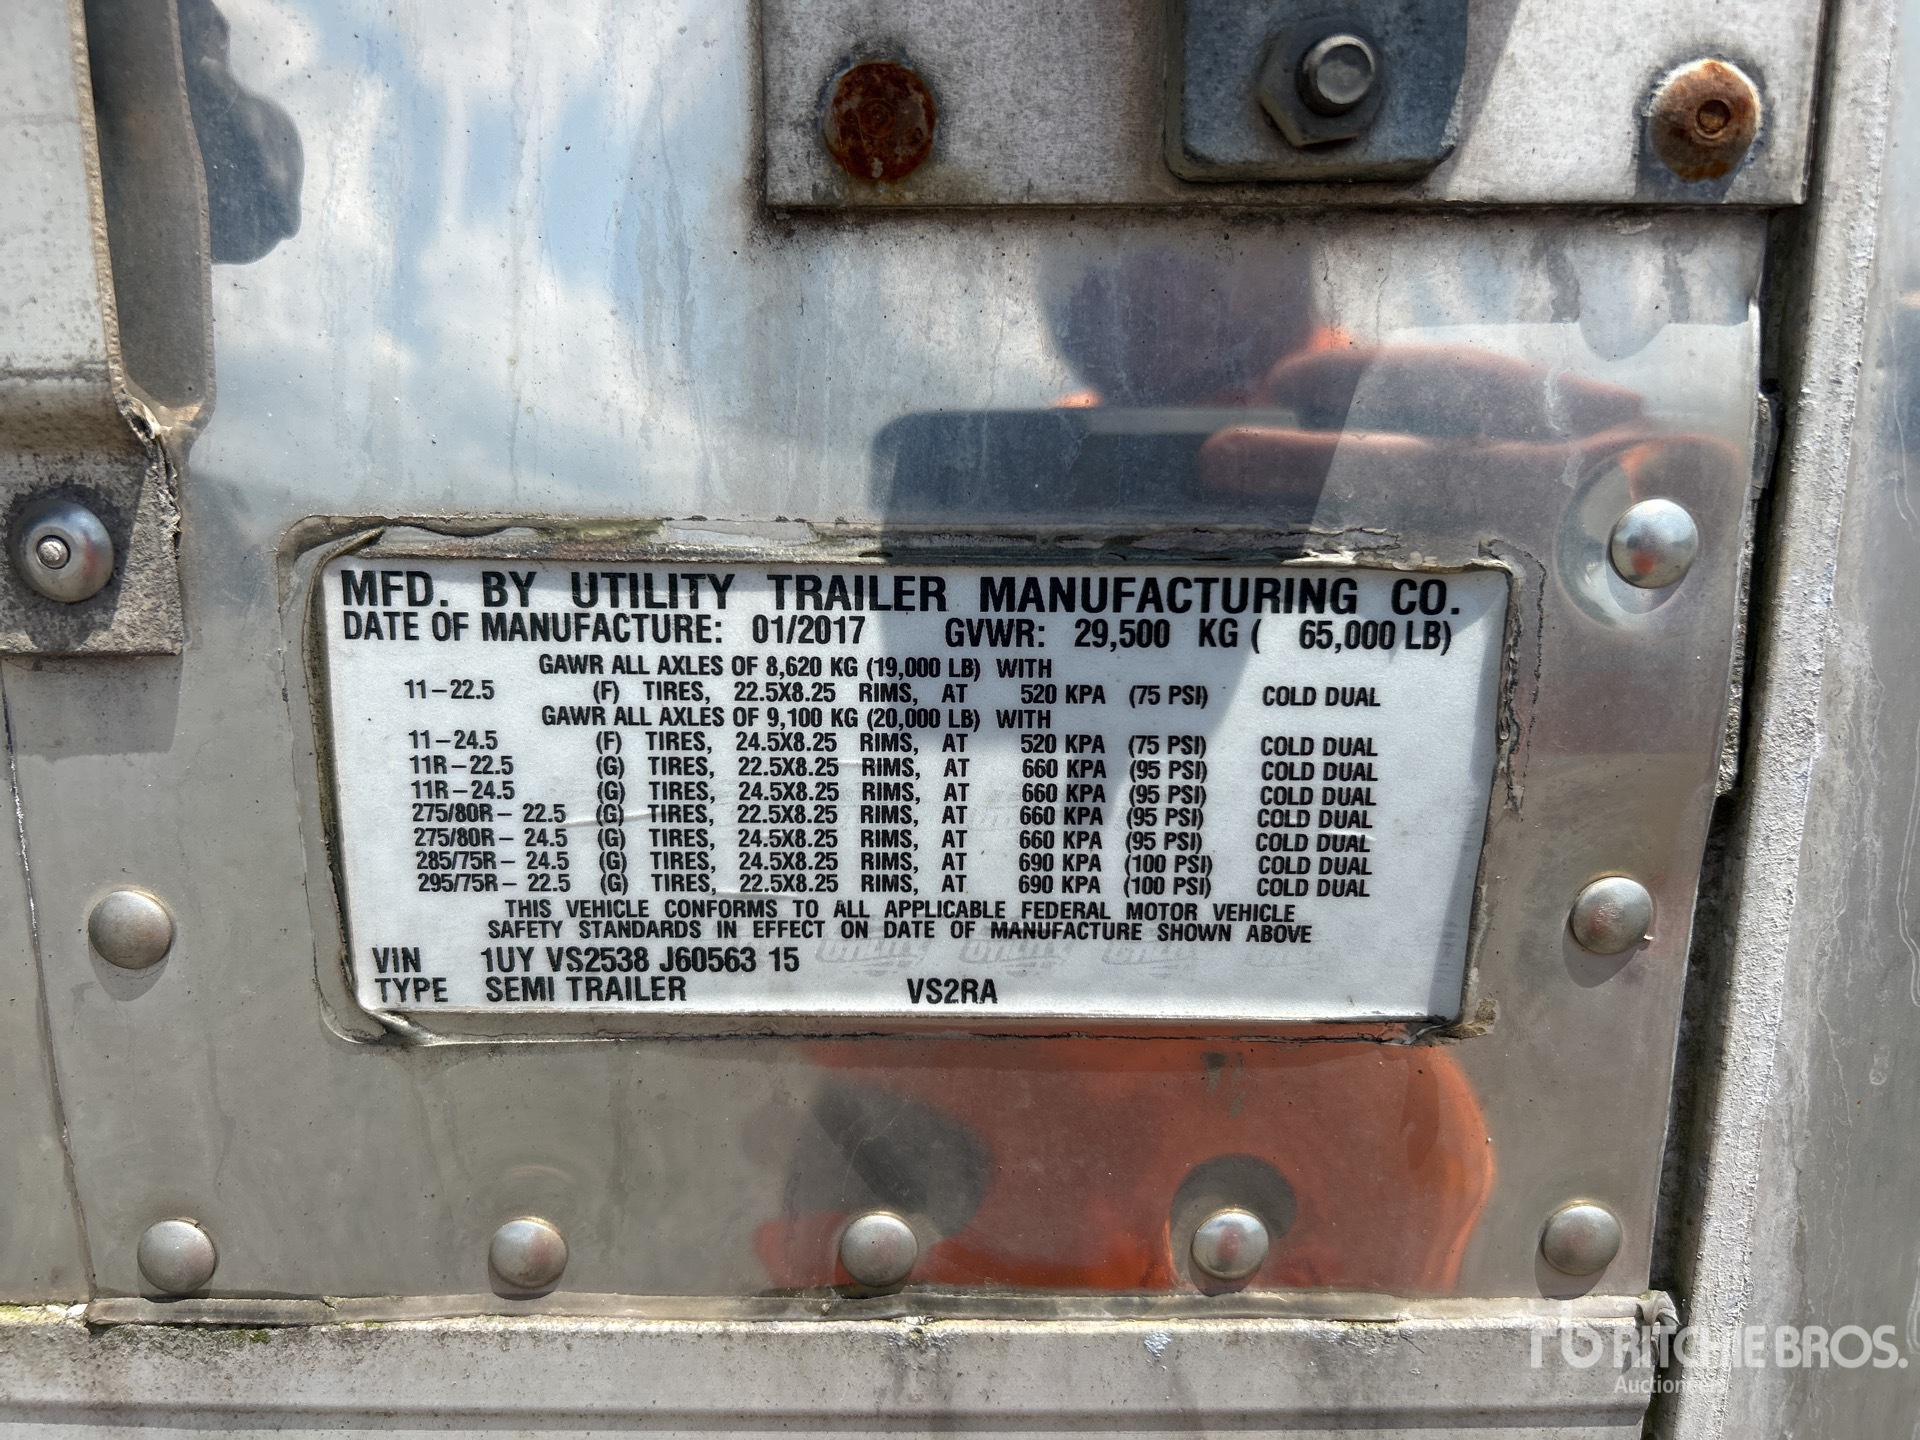 MFD. BY UTILITY TRAILER MANUFACTURING CO.
DATE OF MANUFACTURE: 01/2017 GVWR: 29,500 KG ( 65,000 LB)
GAWR ALL AXLES OF 8,620 KG (19,000 LB) WITH
11-22.5 (F) TIRES, 22.5X8.25 RIMS, AT 520 KPA (75 PSI) COLD DUAL
GAWR ALL AXLES OF 9,100 KG (20,000 LB) WITH
11-24.5 (F) TIRES, 24.5X8.25 RIMS, AT 520 KPA (75 PSI) COLD DUAL
11R-22.5 (G) TIRES, 22.5X8.25 RIMS, AT 660 KPA (95 PSI) COLD DUAL
11R-24.5 (G) TIRES, 24.5X8.25 RIMS, AT 660 KPA (95 PSI) COLD DUAL
275/80R-22.5 (G) TIRES, 22.5X8.25 RIMS, AT 660 KPA (95 PSI) COLD DUAL
275/80R-24.5 (G) TIRES, 24.5X8.25 RIMS, AT 660 KPA (95 PSI) COLD DUAL
285/75R-24.5 (G) TIRES, 24.5X8.25 RIMS, AT 690 KPA (100 PSI) COLD DUAL
295/75R-22.5 (G) TIRES, 22.5X8.25 RIMS, AT 690 KPA (100 PSI) COLD DUAL
THIS VEHICLE CONFORMS TO ALL APPLICABLE FEDERAL MOTOR VEHICLE
SAFETY STANDARDS IN EFFECT ON DATE OF MANUFACTURE SHOWN ABOVE
VIN 1UY VS2538 J60563 15
TYPE SEMI TRAILER VS2RA
rb RITCHIE BROS.
Auctioneers